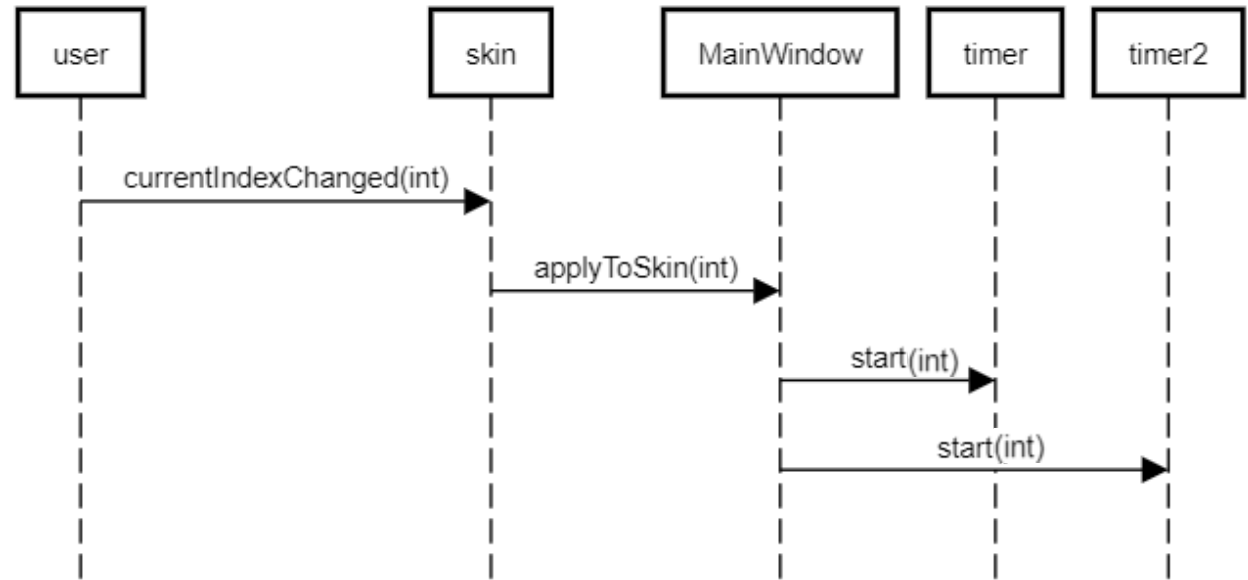 user
skin
MainWindow
timer
timer2
currentIndexChanged(int)
applyToSkin(int)
start(int)
start(int)